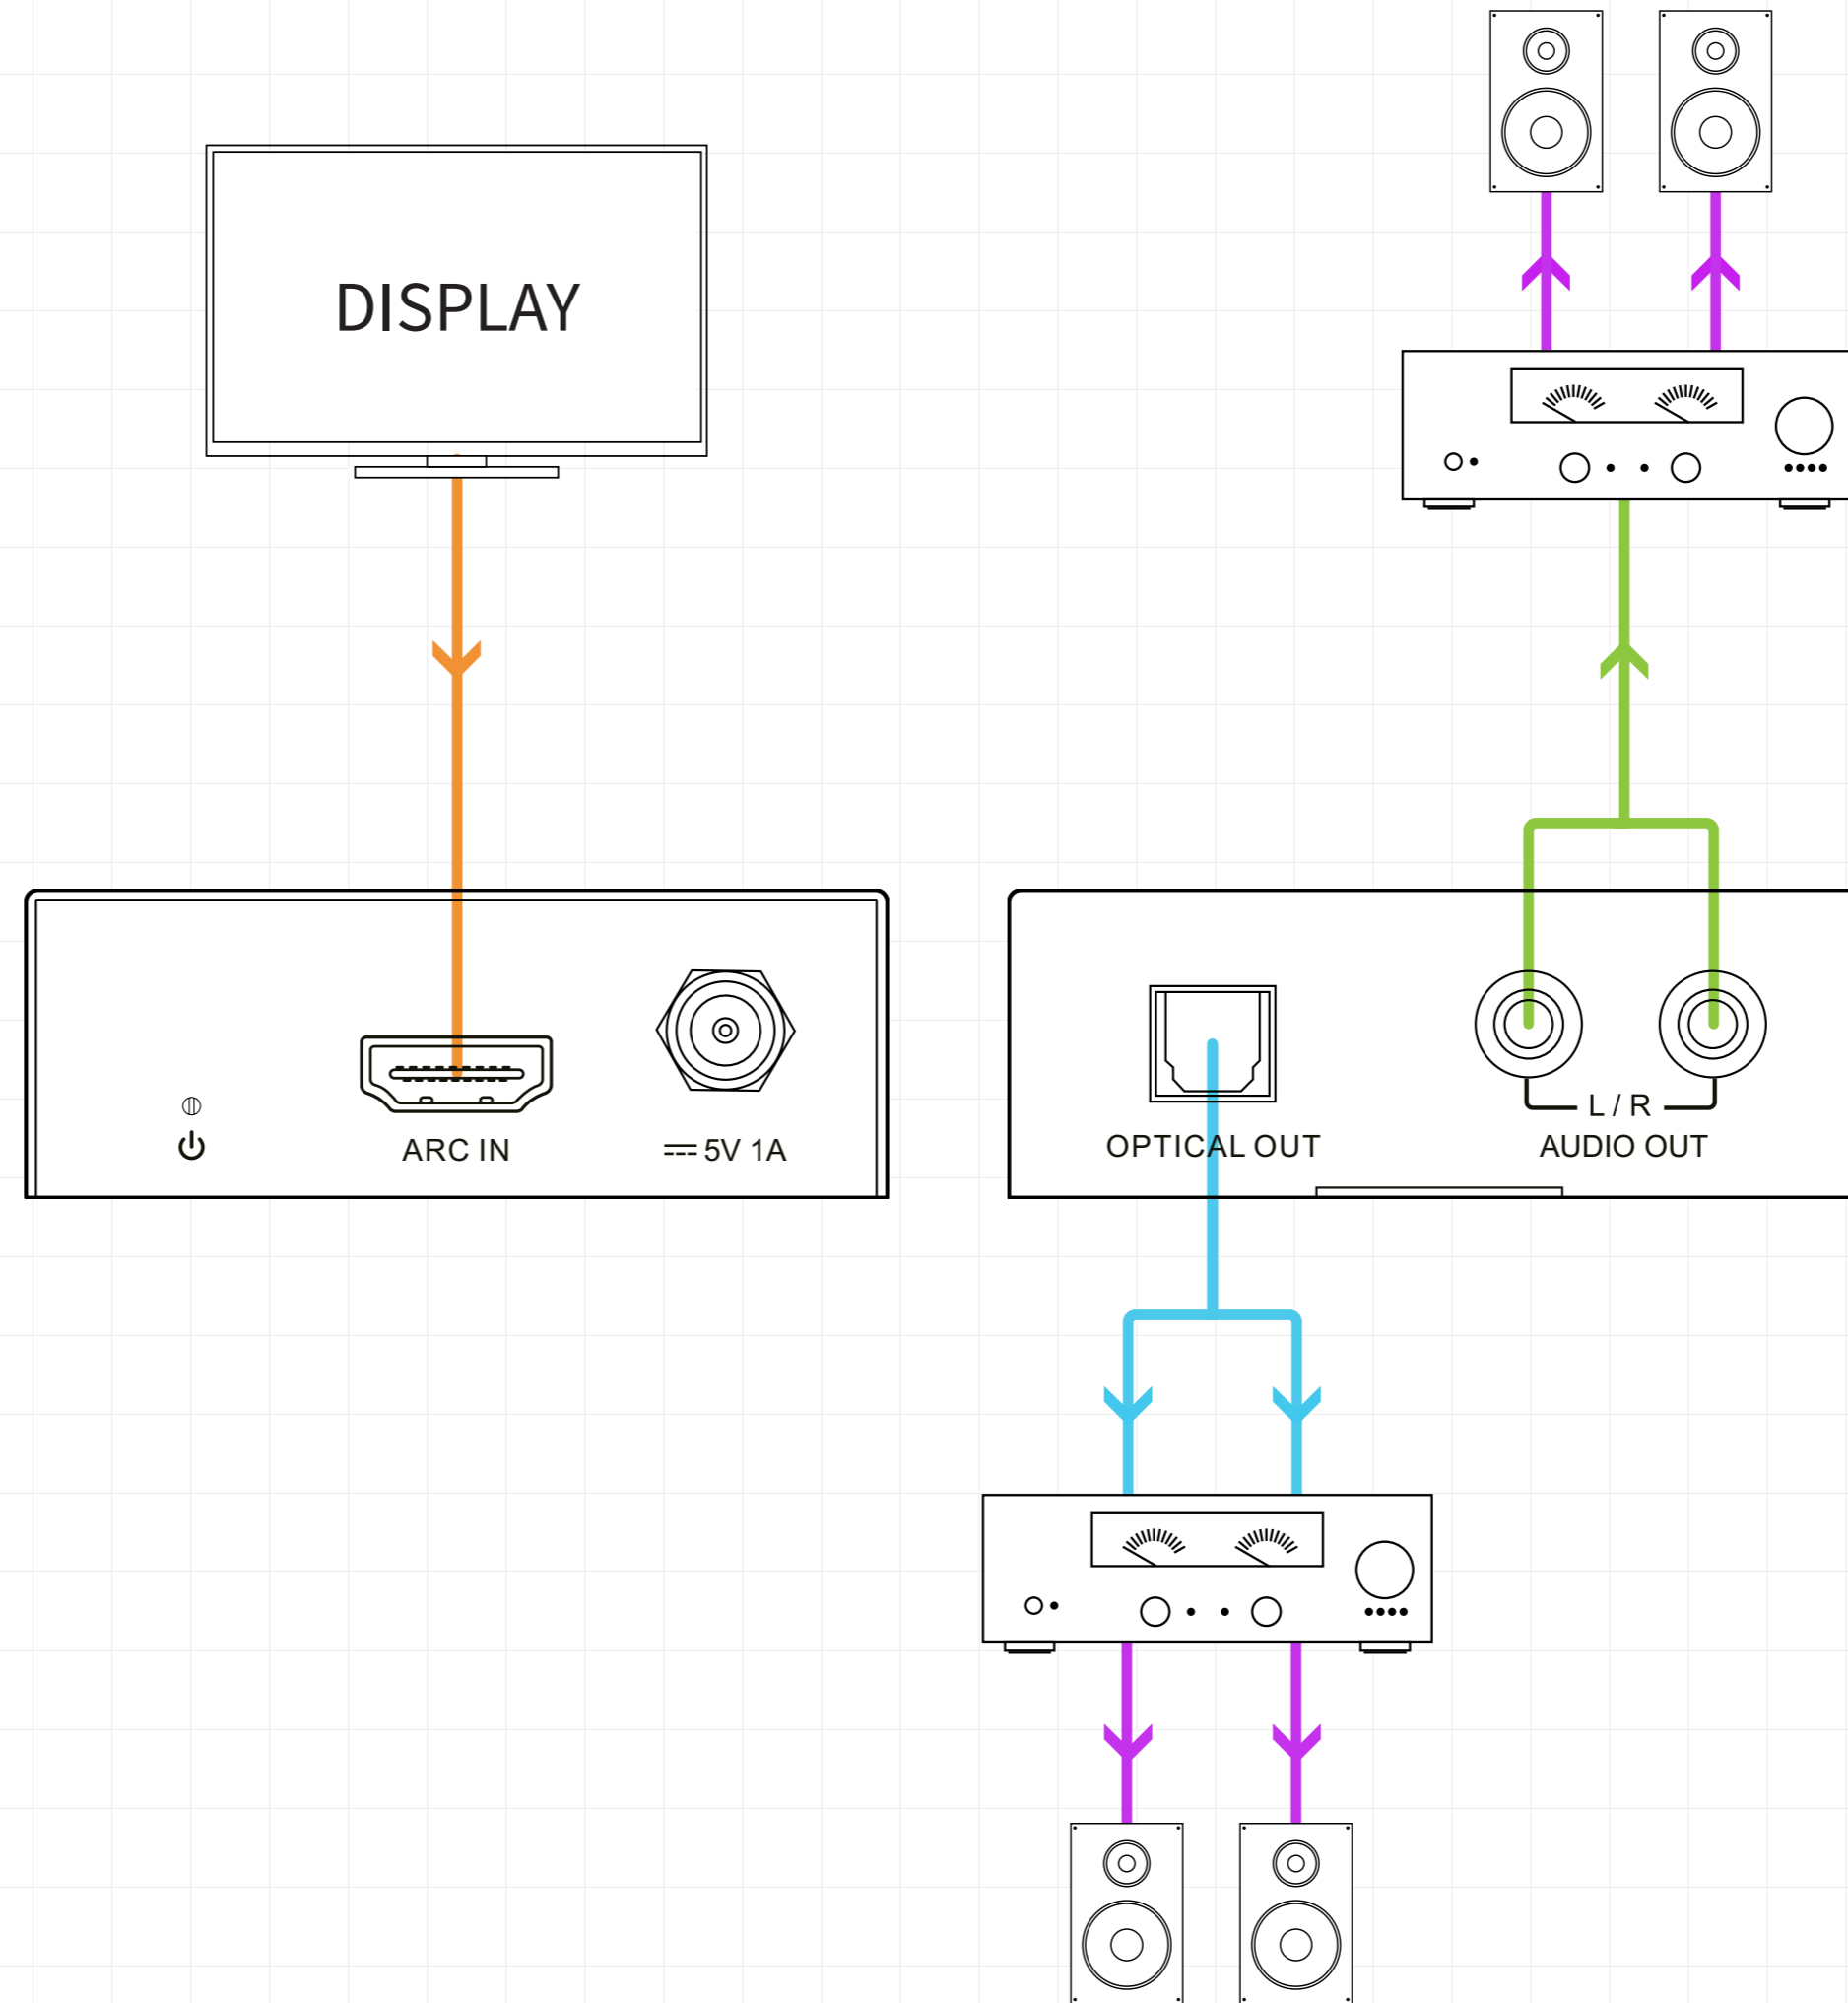 DISPLAY
ARC IN
5V 1A
OPTICAL OUT
L / R
AUDIO OUT